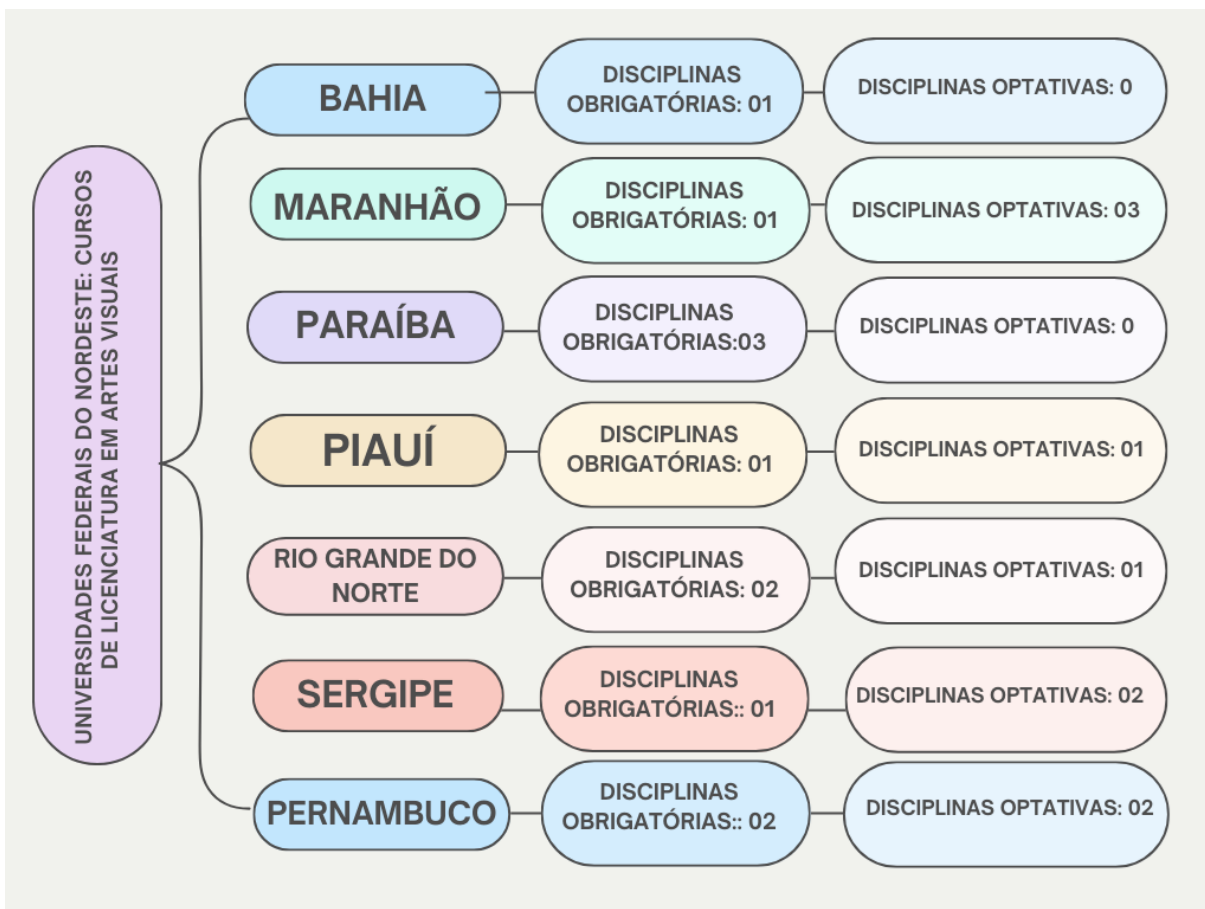 UNIVERSIDADES FEDERAIS DO NORDESTE: CURSOS
DE LICENCIATURA EM ARTES VISUAIS
BAHIA
DISCIPLINAS
OBRIGATÓRIAS: 01
DISCIPLINAS OPTATIVAS: 0
MARANHÃO
DISCIPLINAS
OBRIGATÓRIAS: 01
DISCIPLINAS OPTATIVAS: 03
PARAÍBA
DISCIPLINAS
OBRIGATÓRIAS:03
DISCIPLINAS OPTATIVAS: 0
PIAUÍ
DISCIPLINAS
OBRIGATÓRIAS: 01
DISCIPLINAS OPTATIVAS: 01
RIO GRANDE DO
NORTE
DISCIPLINAS
OBRIGATÓRIAS: 02
DISCIPLINAS OPTATIVAS: 01
SERGIPE
DISCIPLINAS
OBRIGATÓRIAS:: 01
DISCIPLINAS OPTATIVAS: 02
PERNAMBUCO
DISCIPLINAS
OBRIGATÓRIAS:: 02
DISCIPLINAS OPTATIVAS: 02